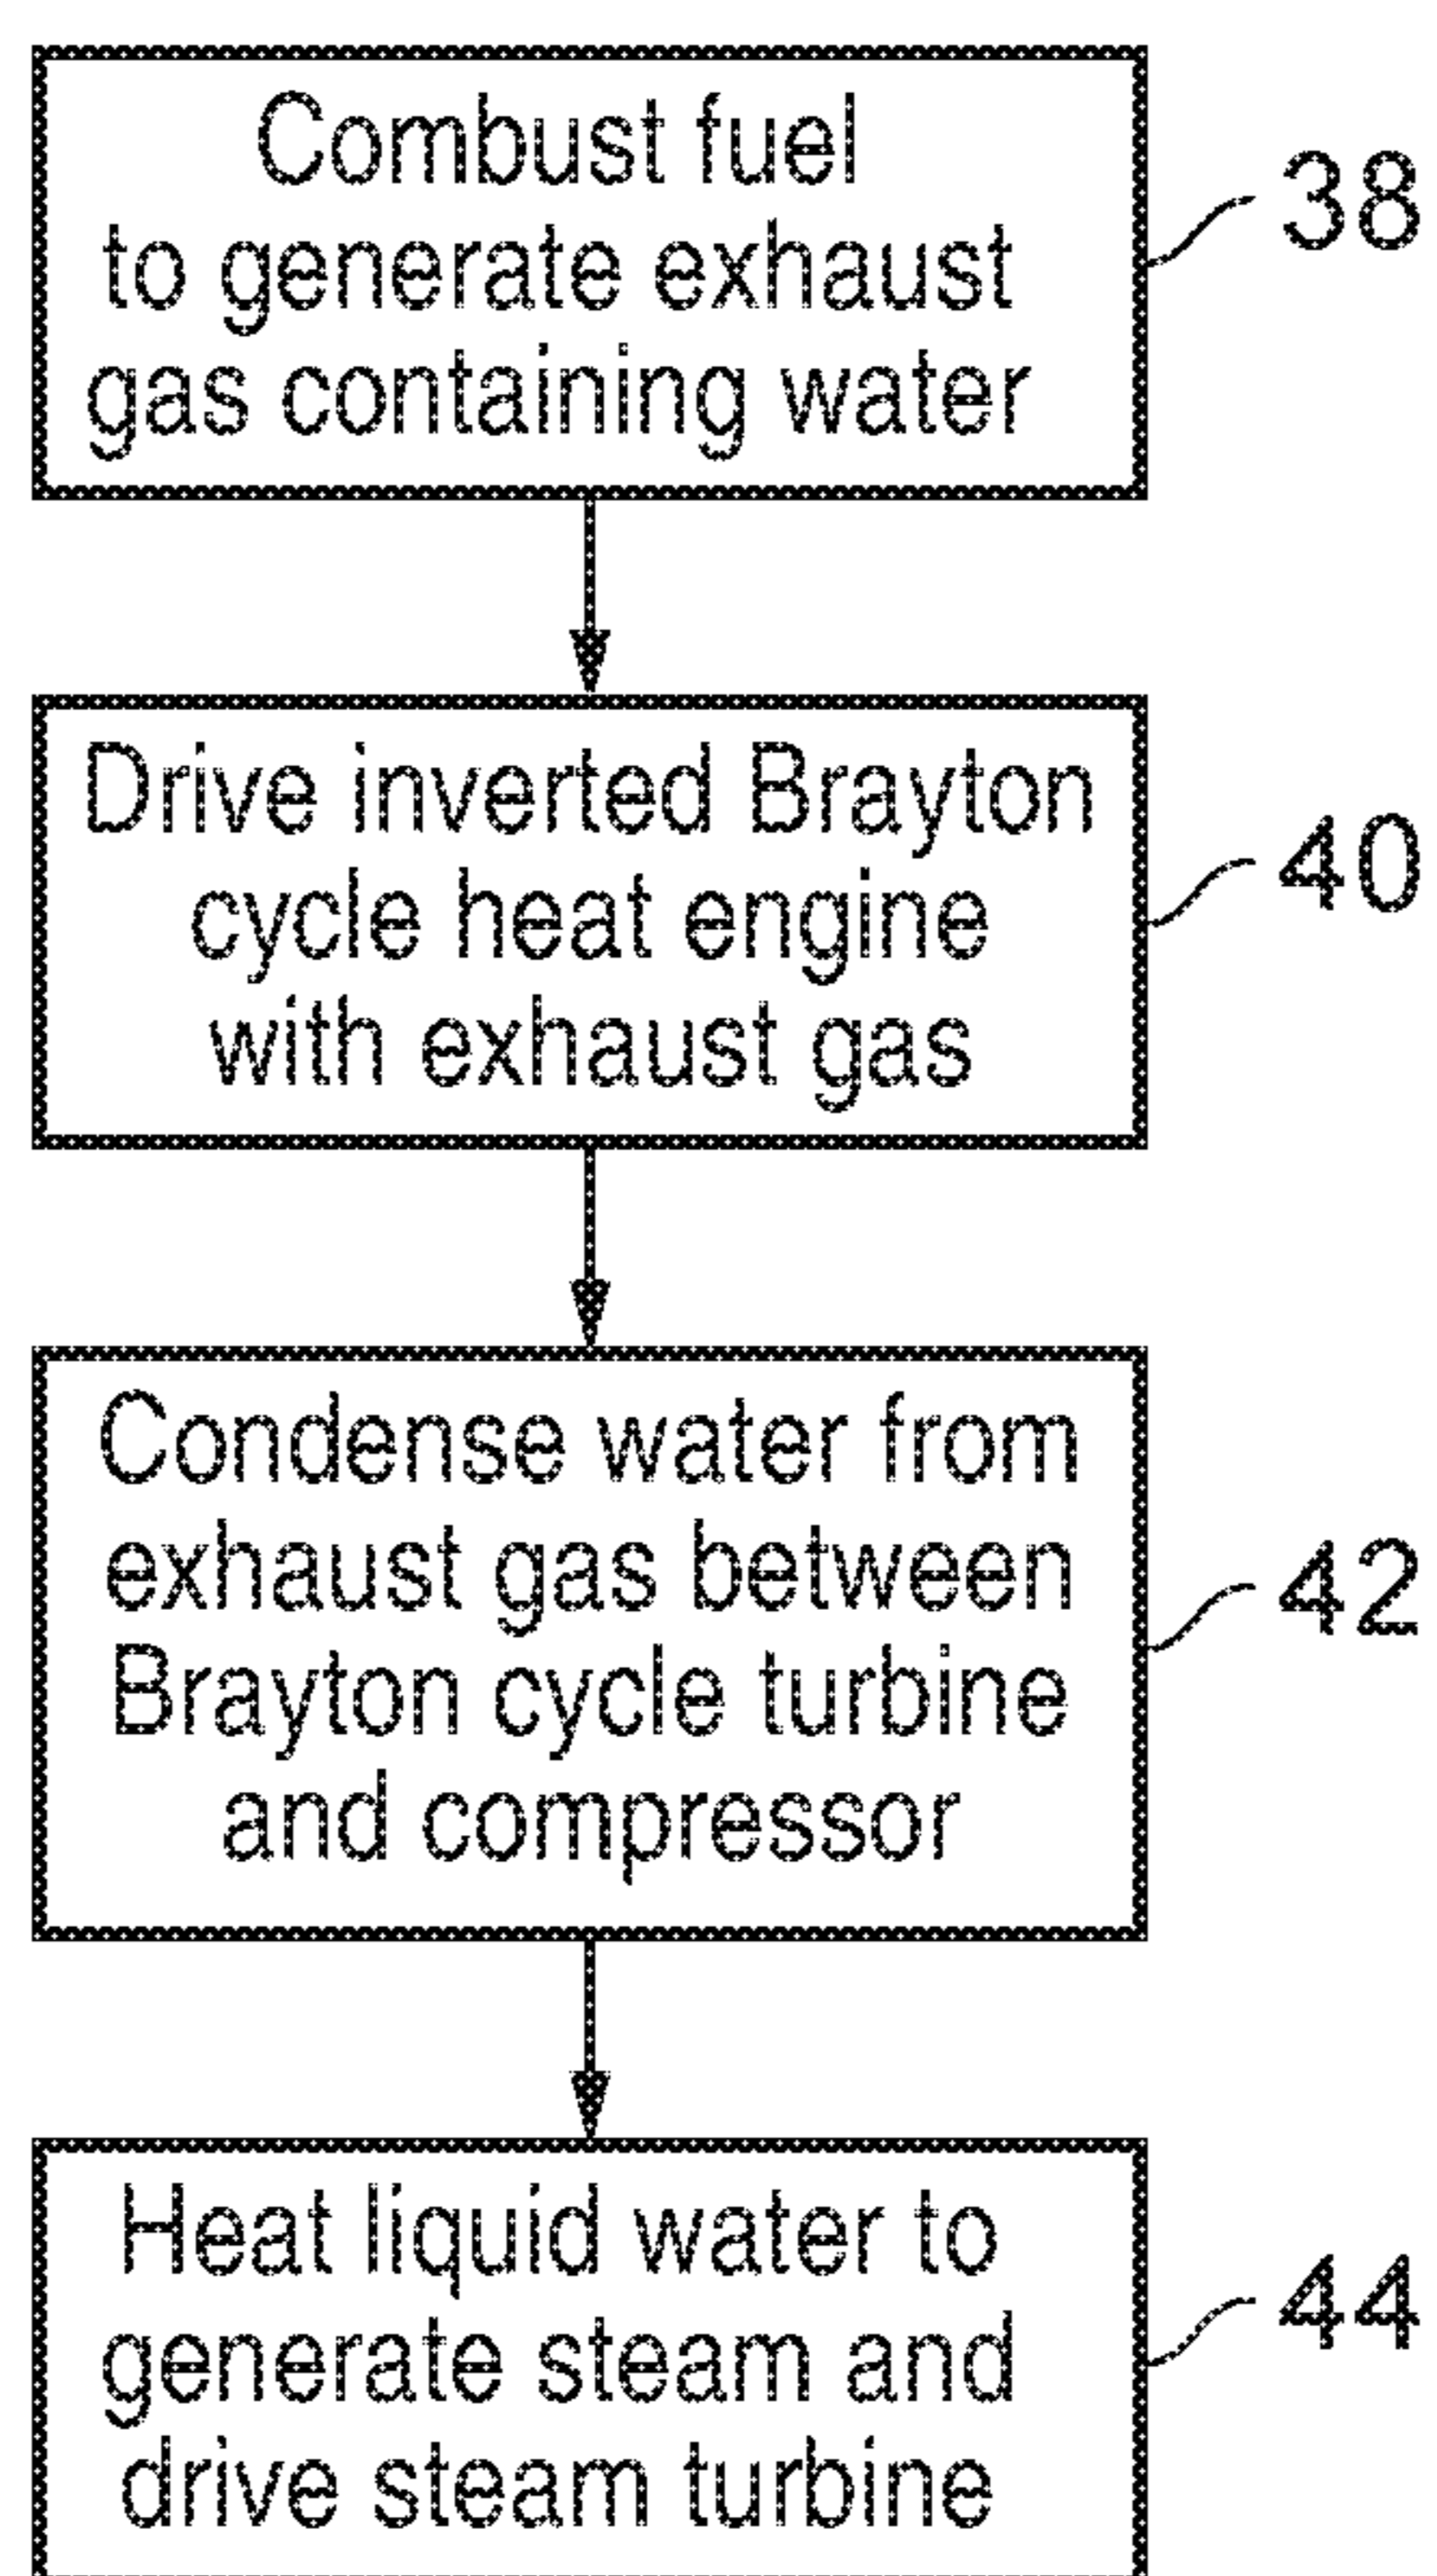 Combust fuel
to generate exhaust
gas containing water
38
Drive inverted Brayton
cycle heat engine
with exhaust gas
40
Condense water from
exhaust gas between
Brayton cycle turbine
and compressor
42
Heat liquid water to
generate steam and
drive steam turbine
44